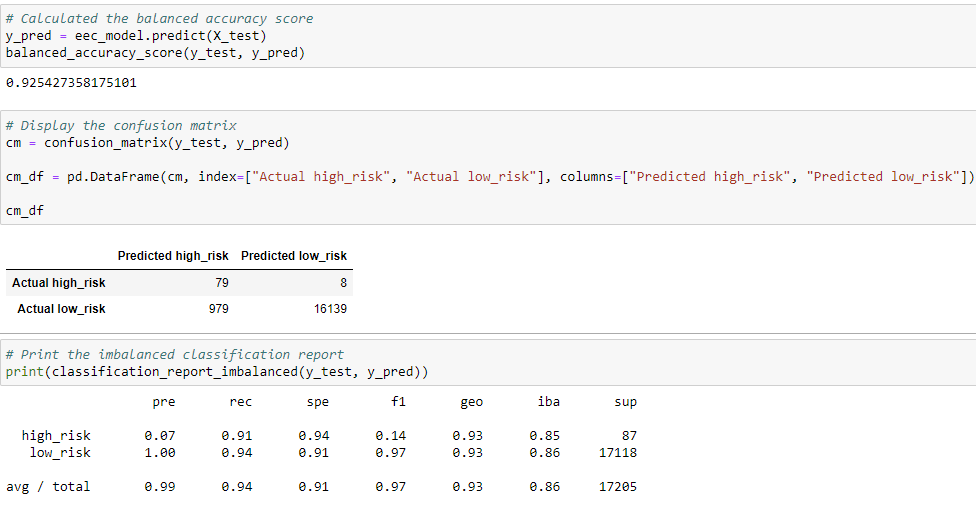 # Calculated the balanced accuracy score
y_pred = eec_model.predict(X_test)
balanced_accuracy_score(y_test, y_pred)
0.925427358175101
# Display the confusion matrix
cm = confusion_matrix(y_test, y_pred)
cm_df = pd.DataFrame(cm, index=["Actual high_risk", "Actual low_risk"], columns=["Predicted high_risk", "Predicted low_risk"])
cm_df
Predicted high_risk Predicted low_risk
Actual high_risk 79 8
Actual low_risk 979 16139
# Print the imbalanced classification report
print(classification_report_imbalanced(y_test, y_pred))
pre rec spe f1 geo iba sup
high_risk 0.07 0.91 0.94 0.14 0.93 0.85 87
low_risk 1.00 0.94 0.91 0.97 0.93 0.86 17118
avg / total 0.99 0.94 0.91 0.97 0.93 0.86 17205